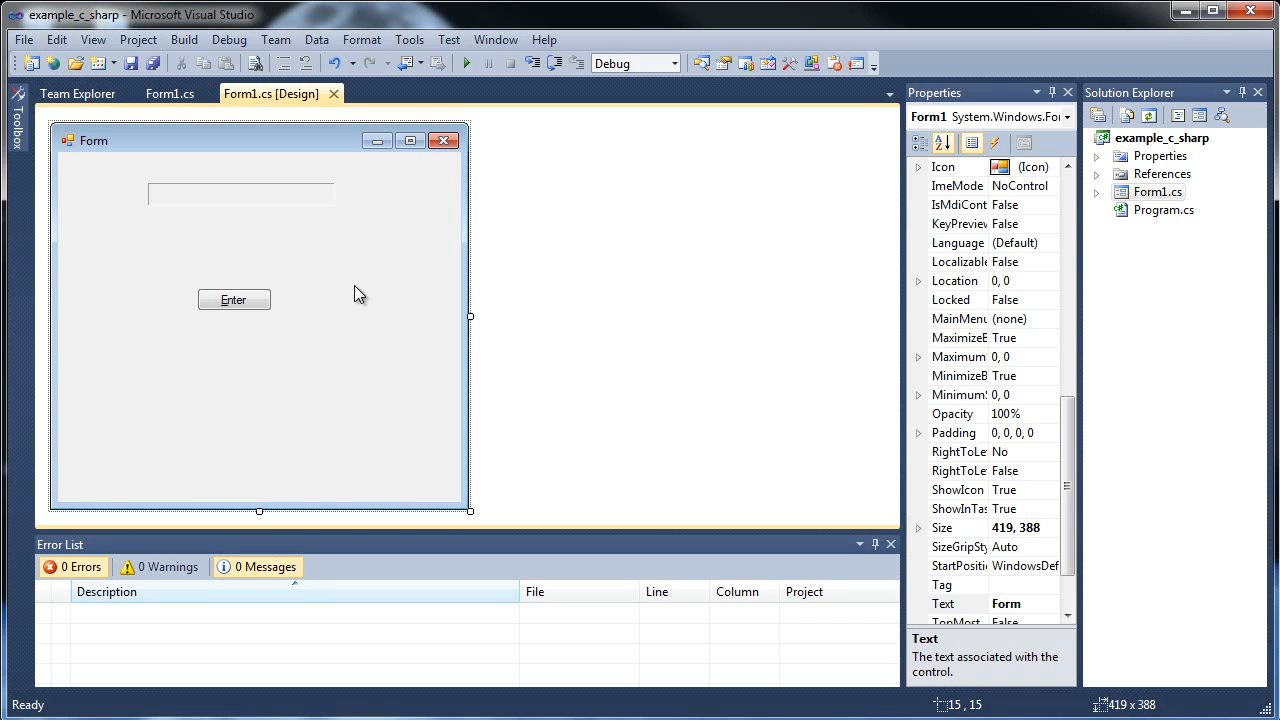 example_c_sharp - Microsoft Visual Studio
File Edit View Project Build Debug Team Data Format Tools Test Window Help
Debug
Toolbox
Team Explorer Form1.cs Form1.cs [Design]
Form
Enter
Error List
0 Errors 0 Warnings 0 Messages
Description File Line Column Project
Properties
Form1 System.Windows.For
Icon (Icon)
ImeMode NoControl
IsMdiCont False
KeyPreview False
Language (Default)
Localizable False
Location 0, 0
Locked False
MainMenu (none)
MaximizeB True
Maximum 0, 0
MinimizeB True
MinimumS 0, 0
Opacity 100%
Padding 0, 0, 0, 0
RightToLe No
RightToLe False
ShowIcon True
ShowInTas True
Size 419, 388
SizeGripSty Auto
StartPositio WindowsDef
Tag
Text Form
TopMost False
Text
The text associated with the
control.
Solution Explorer
example_c_sharp
Properties
References
Form1.cs
Program.cs
Ready 15 , 15 419 x 388